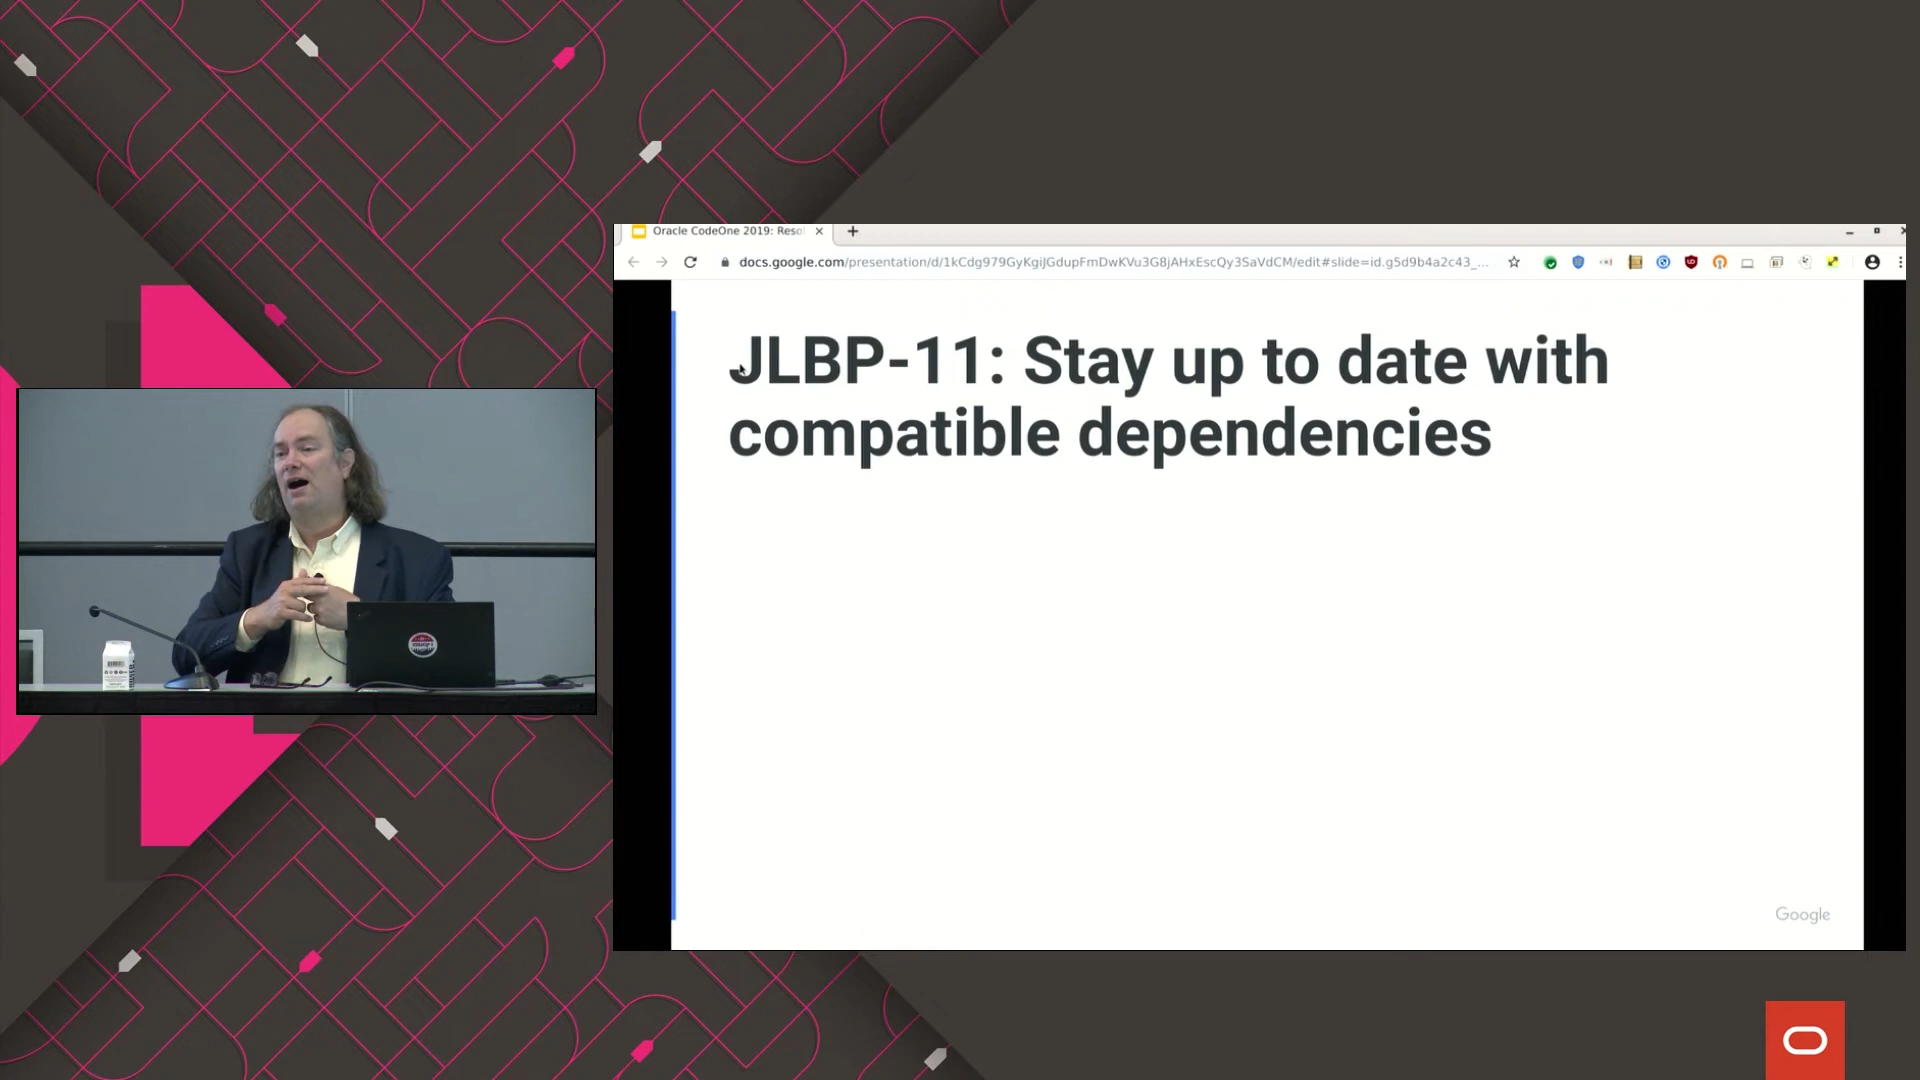 Oracle CodeOne 2019: Reso
docs.google.com/presentation/d/1kCdg979GyKgiJGdupFmDwKVu3G8jAHxEscQy3SaVdCM/edit#slide=id.g5d9b4a2c43_...
JLBP-11: Stay up to date with
compatible dependencies
Google